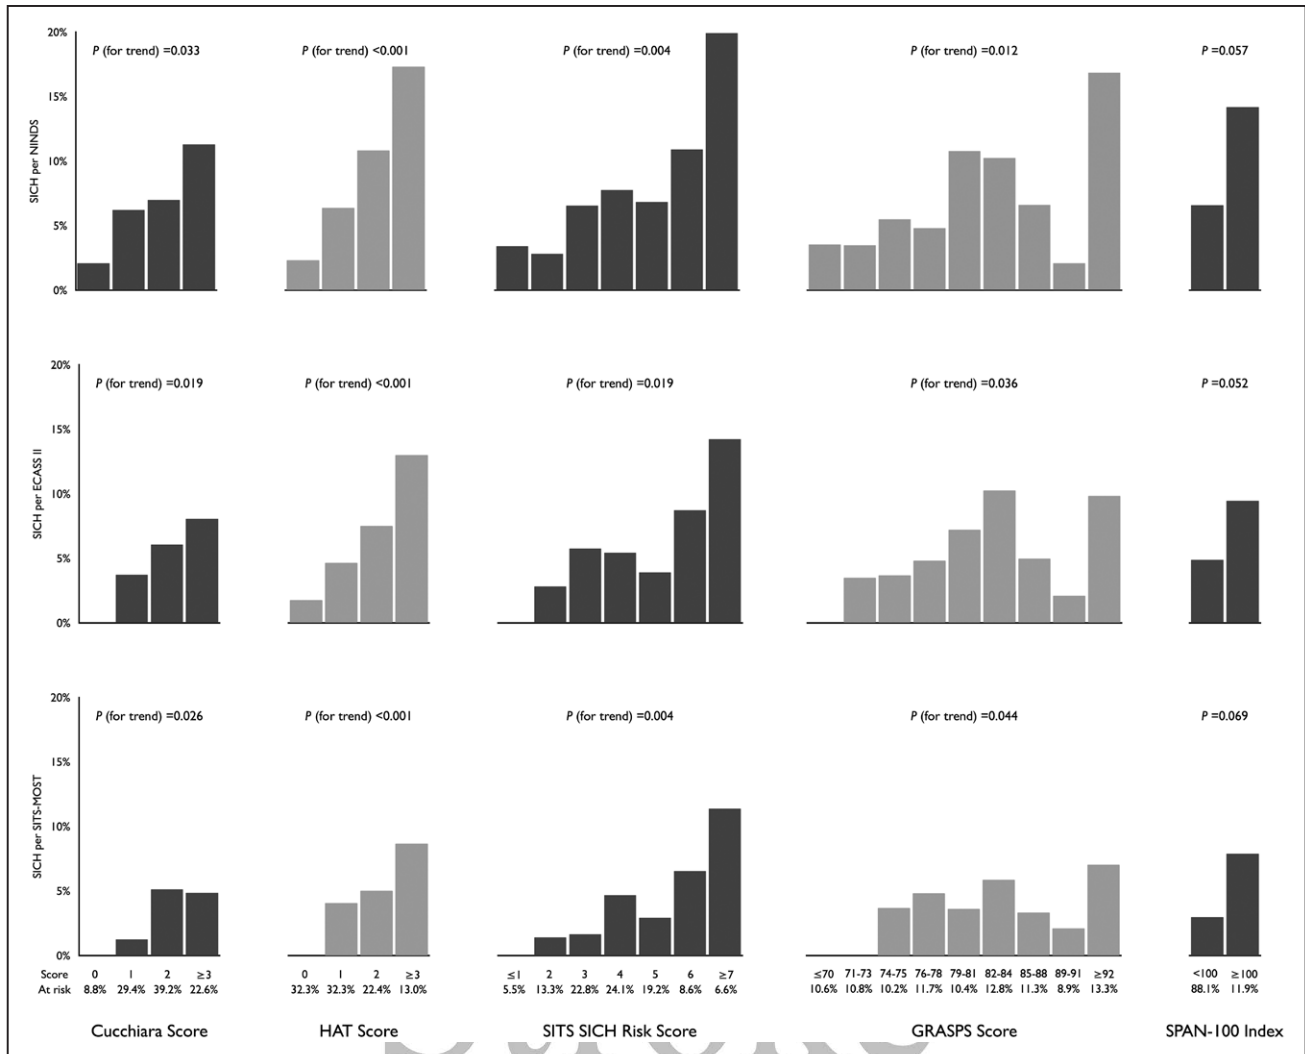 20%
P (for trend) =0.033
P (for trend) <0.001
P (for trend) =0.004
P (for trend) =0.012
P =0.057
15%
SICH per NINDS
10%
5%
0%
20%
P (for trend) =0.019
P (for trend) <0.001
P (for trend) =0.019
P (for trend) =0.036
P =0.052
15%
SICH per ECASS II
10%
5%
0%
20%
P (for trend) =0.026
P (for trend) <0.001
P (for trend) =0.004
P (for trend) =0.044
P =0.069
15%
SICH per SITS-MOST
10%
5%
0%
Score 0 1 2 ≥3 0 1 2 ≥3 ≤1 2 3 4 5 6 ≥7 ≤70 71-73 74-75 76-78 79-81 82-84 85-88 89-91 ≥92 <100 ≥100
At risk 8.8% 29.4% 39.2% 22.6% 32.3% 32.3% 22.4% 13.0% 5.5% 13.3% 22.8% 24.1% 19.2% 8.6% 6.6% 10.6% 10.8% 10.2% 11.7% 10.4% 12.8% 11.3% 8.9% 13.3% 88.1% 11.9%
Cucchiara Score HAT Score SITS SICH Risk Score GRASPS Score SPAN-100 Index